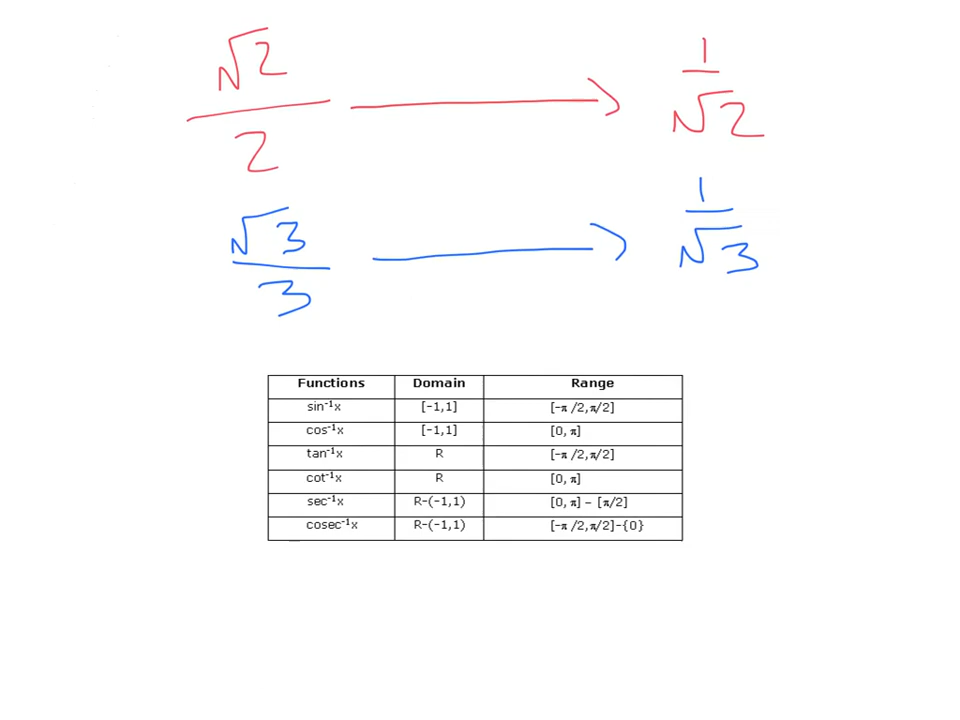 √2/2 → 1/√2
√3/3 → 1/√3
Functions Domain Range
sin⁻¹x [-1,1] [-π /2,π/2]
cos⁻¹x [-1,1] [0, π]
tan⁻¹x R [-π /2,π/2]
cot⁻¹x R [0, π]
sec⁻¹x R-(-1,1) [0, π] – [π/2]
cosec⁻¹x R-(-1,1) [-π /2,π/2]-{0}